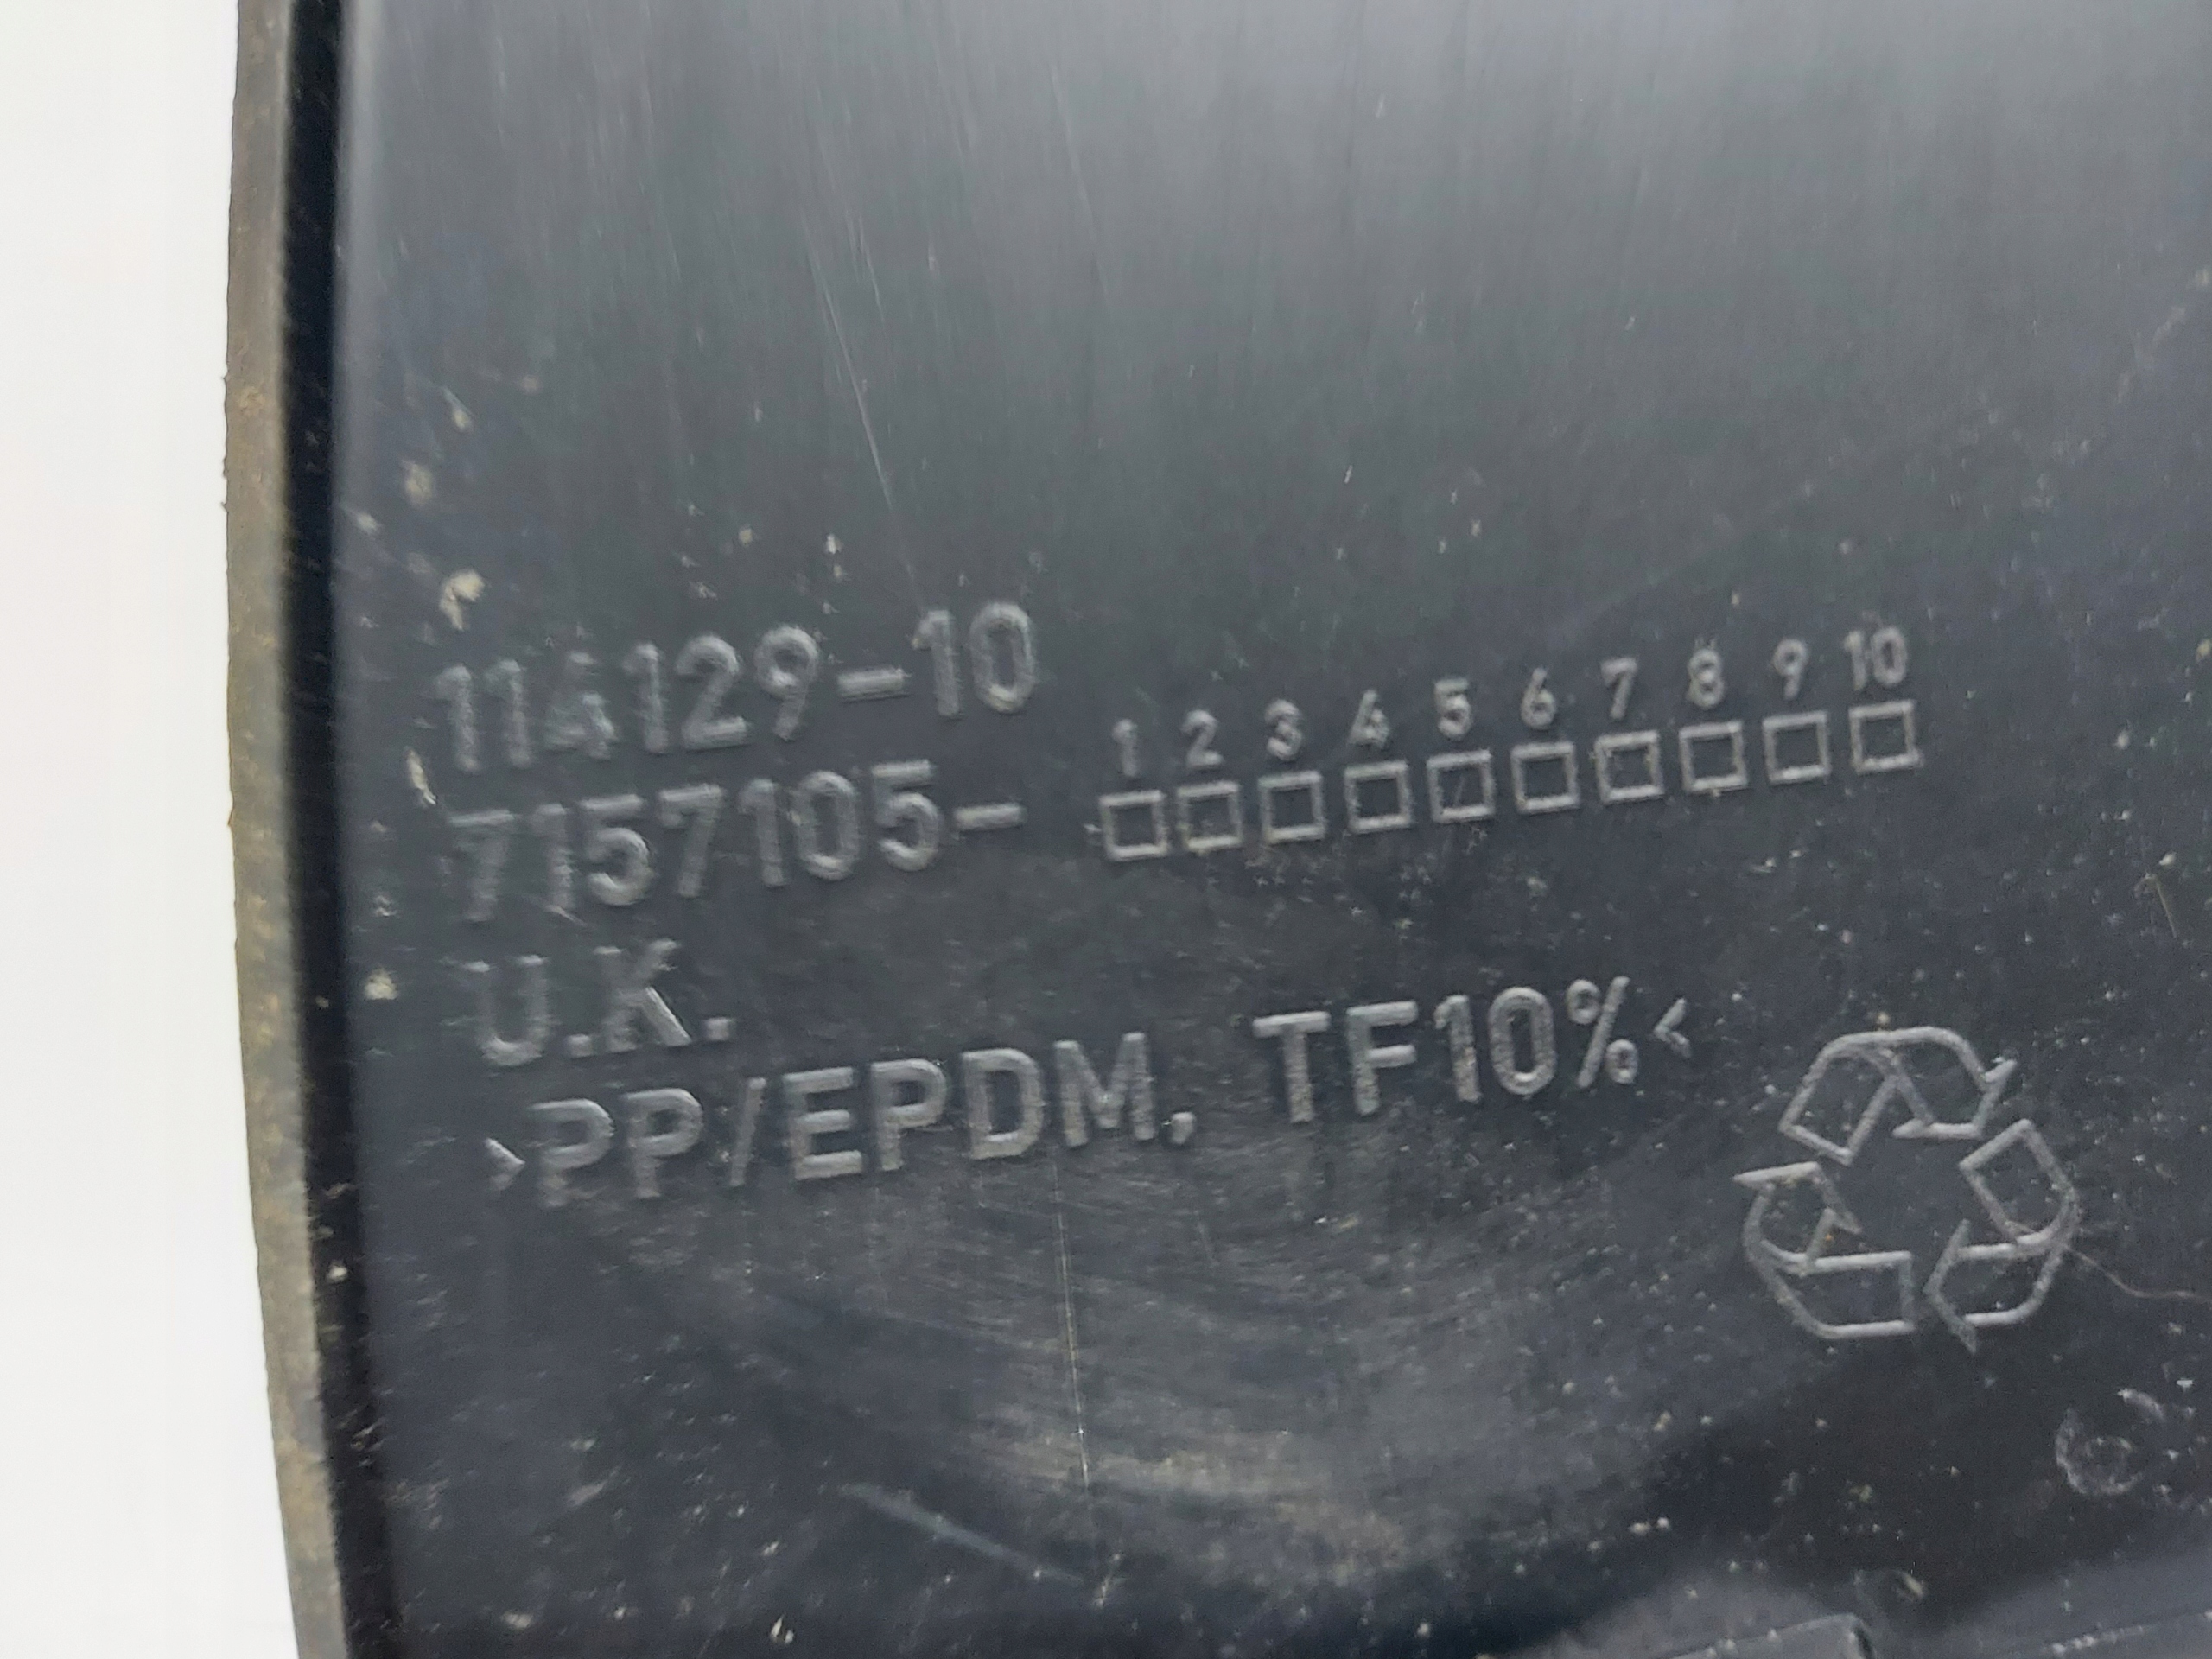 114129-10
7157105- 1 2 3 4 5 6 7 8 9 10
U.K.
>PP/EPDM, TF10%<